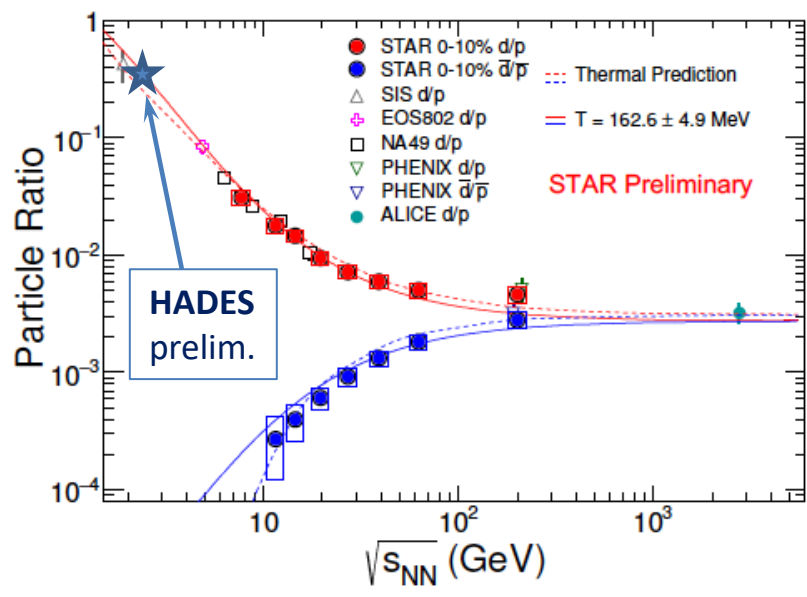 1
10⁻¹
10⁻²
10⁻³
10⁻⁴
Particle Ratio
STAR 0-10% d/p
STAR 0-10% d̅/p̅
SIS d/p
EOS802 d/p
NA49 d/p
PHENIX d/p
PHENIX d̅/p̅
ALICE d/p
Thermal Prediction
T = 162.6 ± 4.9 MeV
STAR Preliminary
HADES
prelim.
10
10²
10³
√sNN (GeV)